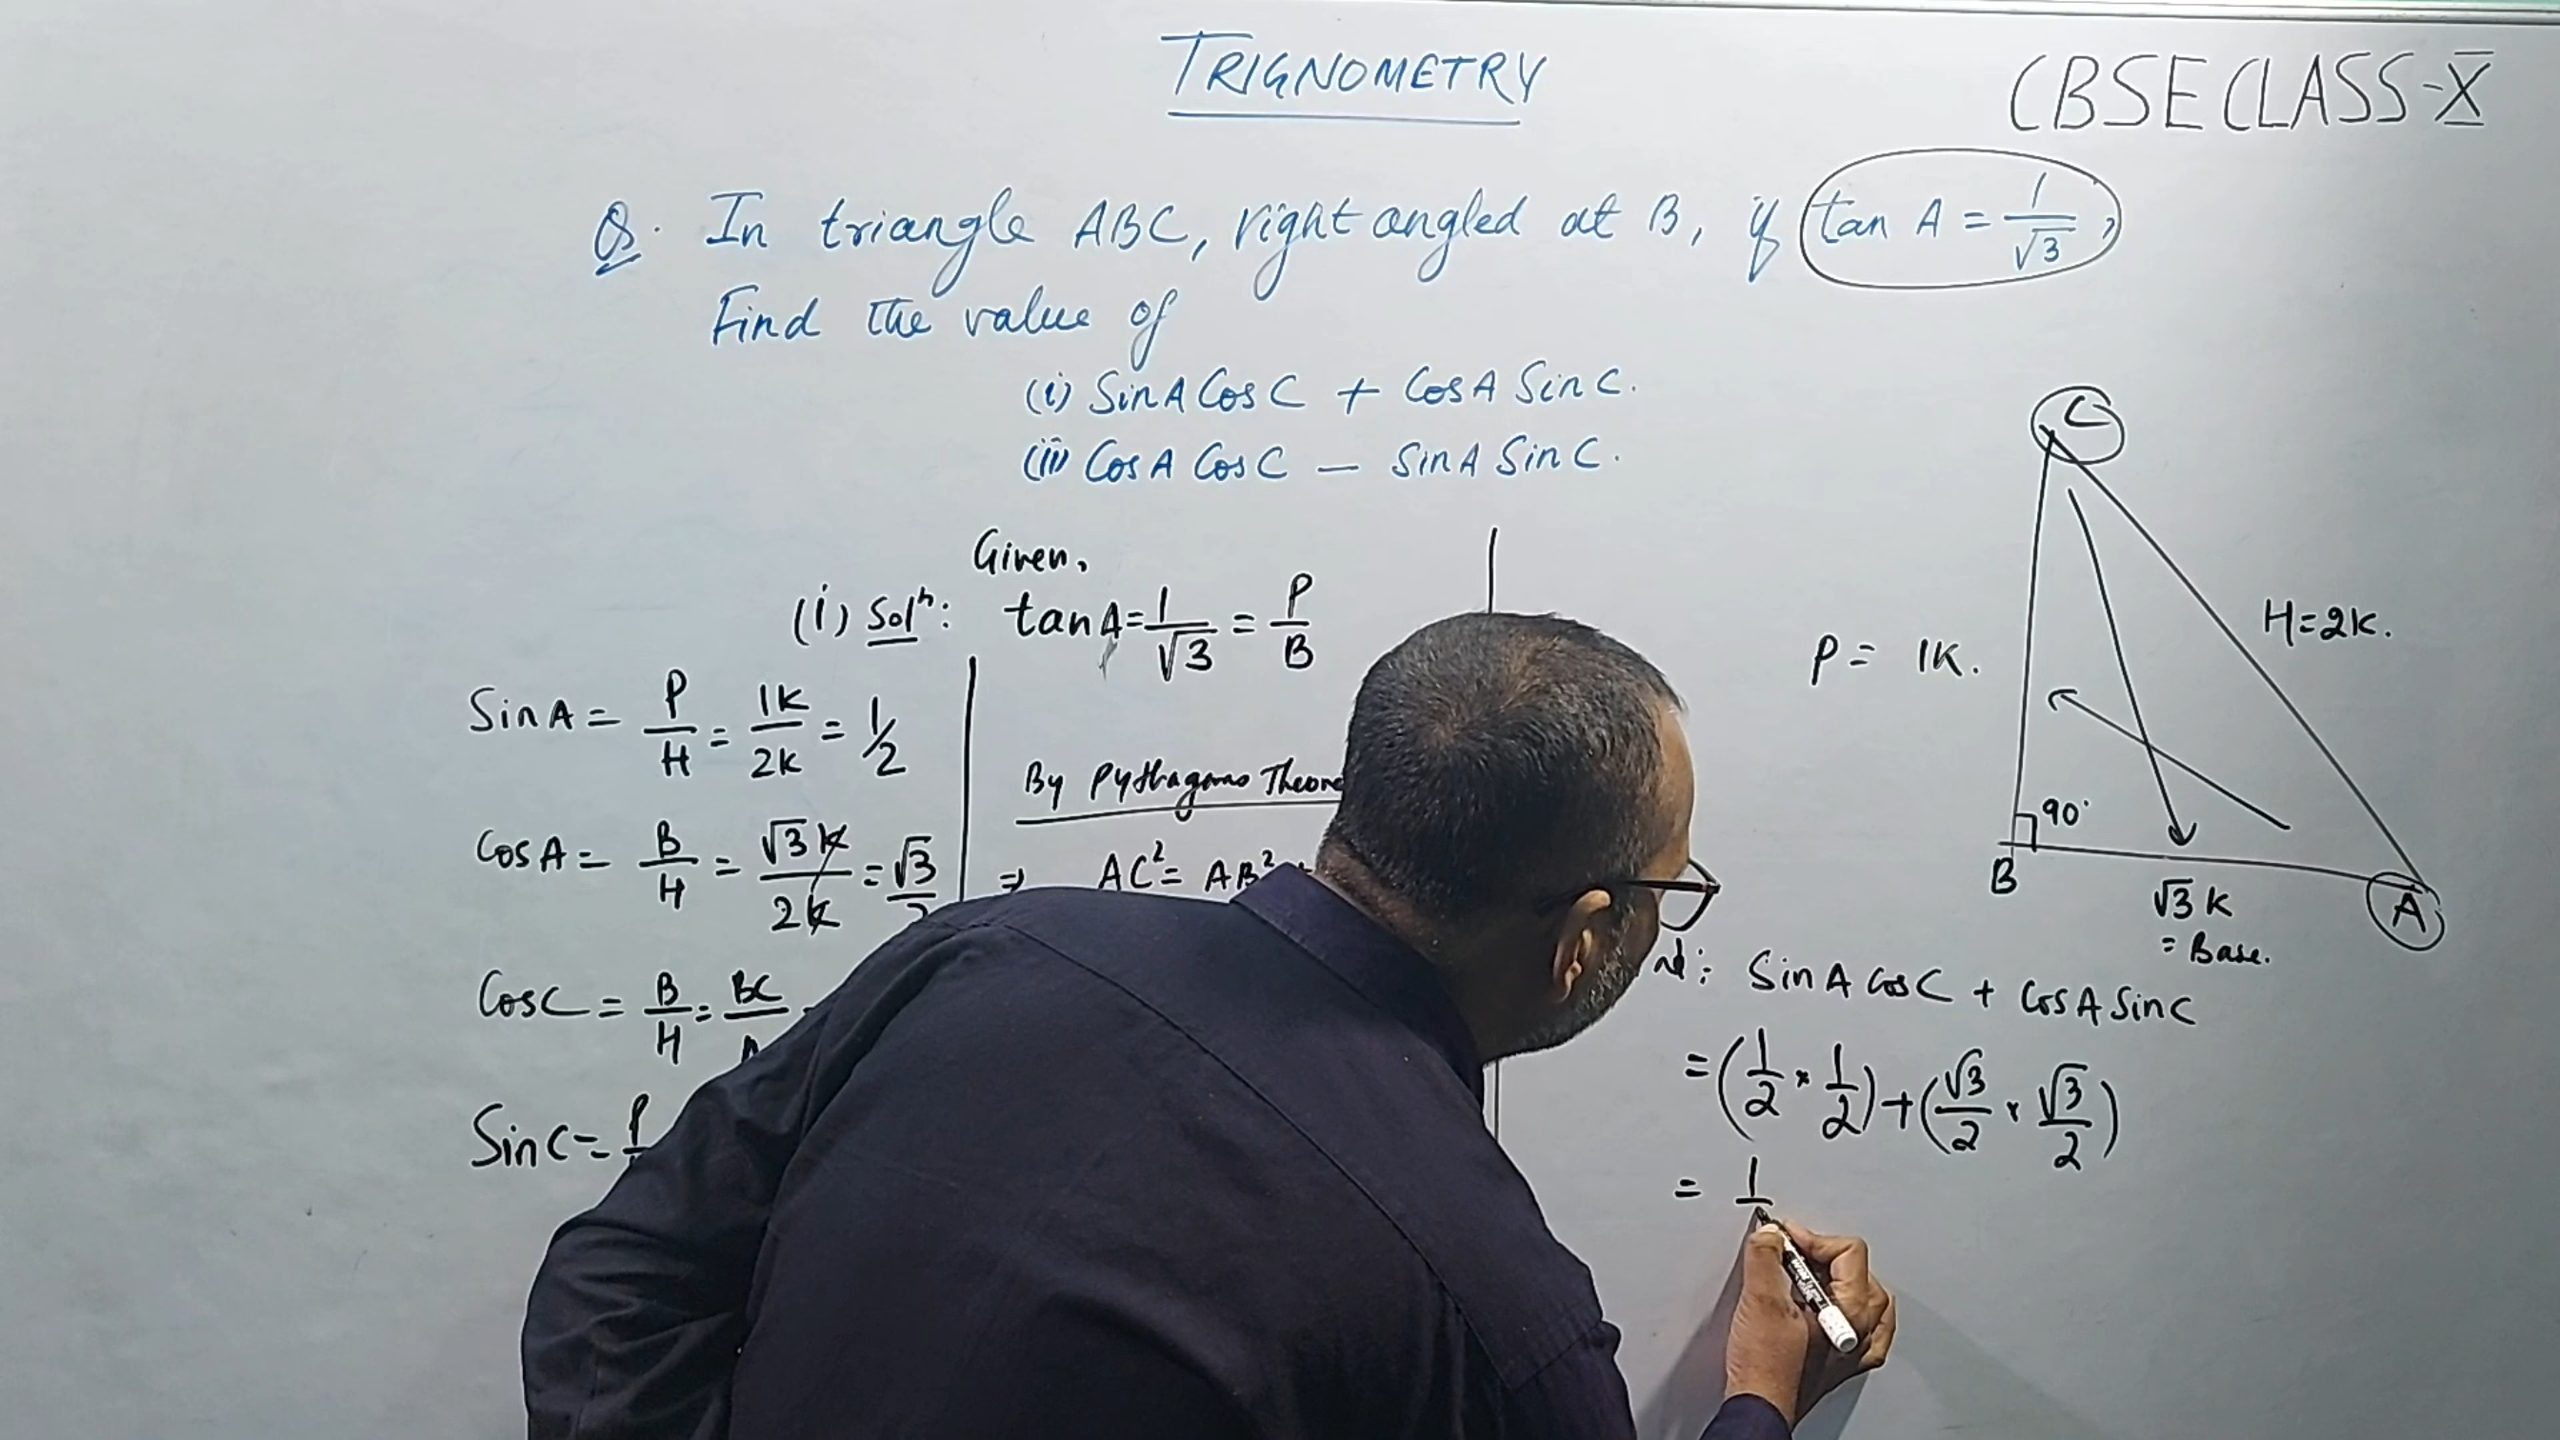 TRIGNOMETRY
CBSE CLASS-X
Q. In triangle ABC, right angled at B, if tan A = 1/√3,
Find the value of
(i) Sin A Cos C + Cos A Sin C.
(ii) Cos A Cos C – Sin A Sin C.
Given,
(i) Solⁿ: tan A = 1/√3 = P/B
Sin A = P/H = 1K/2K = 1/2
By Pythagoras
Cos A = B/H = √3 K/2K = √3
⇒ AC² = AB²
Cos C = B/H = BC
Sin C =
C
P = 1K.
H = 2K.
90°
B
A
√3 K
= Base.
Sin A Cos C + Cos A Sin C
= (1/2 × 1/2) + (√3/2 × √3/2)
= 1